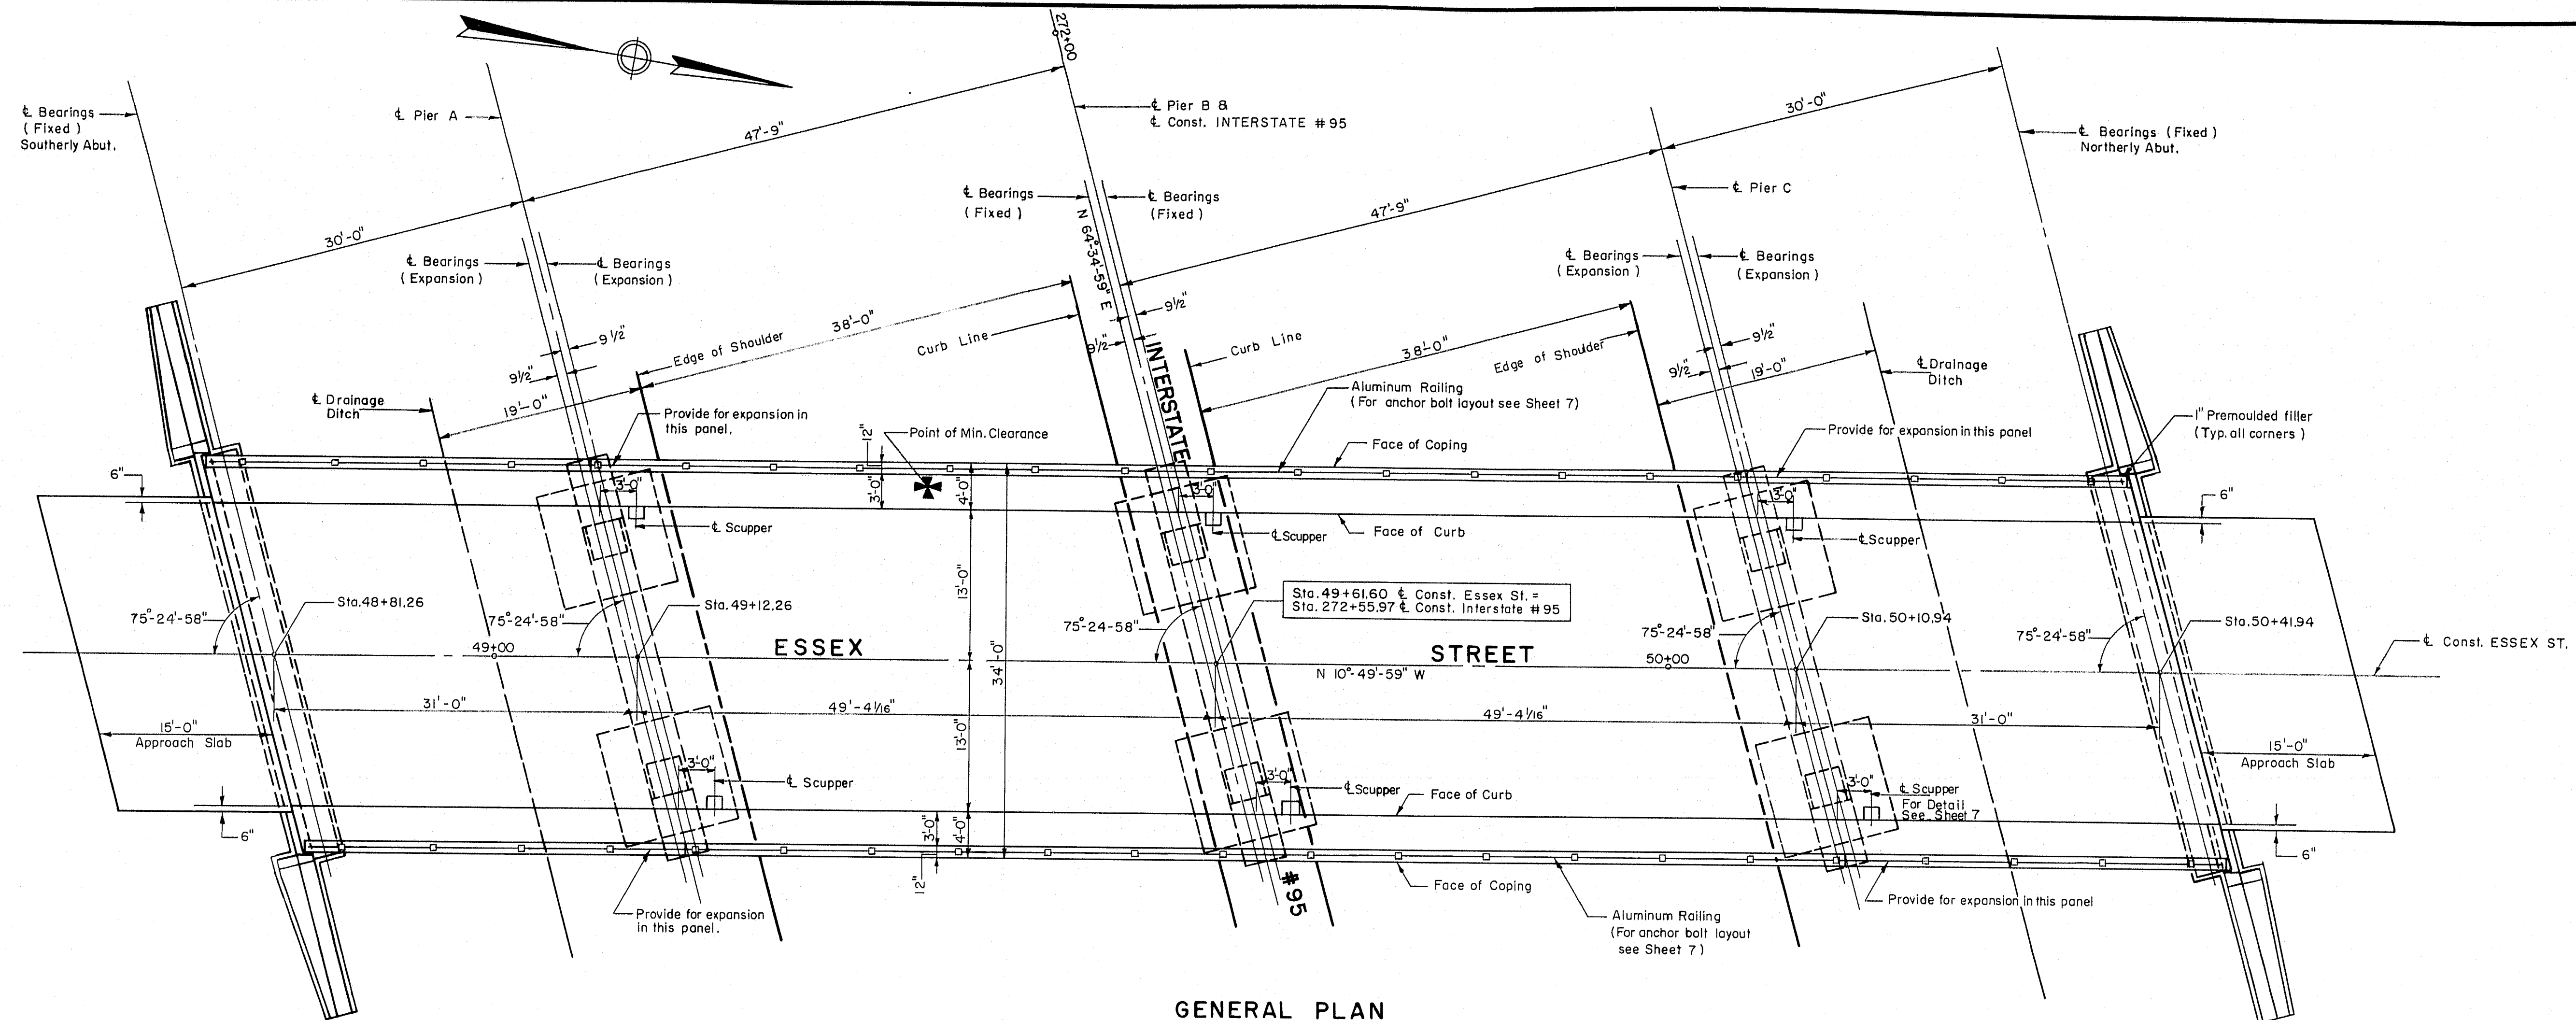 272+00
℄ Bearings
( Fixed )
Southerly Abut.
℄ Pier A
℄ Pier B &
℄ Const. INTERSTATE #95
℄ Bearings (Fixed)
Northerly Abut.
47'-9"
30'-0"
℄ Bearings
( Fixed )
℄ Bearings
(Fixed)
℄ Pier C
30'-0"
47'-9"
N 64°-34'-59" E
℄ Bearings
(Expansion)
℄ Bearings
(Expansion)
℄ Bearings
(Expansion)
℄ Bearings
(Expansion)
9½"
9½"
Edge of Shoulder
38'-0"
Curb Line
9½"
9½"
INTERSTATE
Curb Line
38'-0"
Edge of Shoulder
9½"
9½"
19'-0"
℄ Drainage
Ditch
℄ Drainage
Ditch
19'-0"
Provide for expansion in
this panel.
Aluminum Railing
(For anchor bolt layout see Sheet 7)
Face of Coping
Provide for expansion in this panel
1" Premoulded filler
(Typ. all corners )
12"
Point of Min. Clearance
6"
3'-0"
3'-0"
4'-0"
3'-0"
3'-0"
6"
℄ Scupper
℄ Scupper
Face of Curb
℄ Scupper
13'-0"
34'-0"
Sta. 49+61.60 ℄ Const. Essex St. =
Sta. 272+55.97 ℄ Const. Interstate #95
75°-24'-58"
Sta. 48+81.26
75°-24'-58"
Sta. 49+12.26
75°-24-58"
75°-24'-58"
Sta. 50+10.94
75°-24'-58"
Sta. 50+41.94
49+00
ESSEX
STREET
50+00
℄ Const. ESSEX ST.
N 10°-49'-59" W
31'-0"
49'-4 1/16"
49'-4 1/16"
31'-0"
15'-0"
Approach Slab
13'-0"
15'-0"
Approach Slab
3'-0"
℄ Scupper
3'-0"
℄ Scupper
Face of Curb
3'-0"
℄ Scupper
For Detail
See Sheet 7
6"
3'-0"
4'-0"
6"
12"
#95
Face of Coping
Provide for expansion
in this panel.
Aluminum Railing
(For anchor bolt layout
see Sheet 7)
Provide for expansion in this panel
GENERAL PLAN